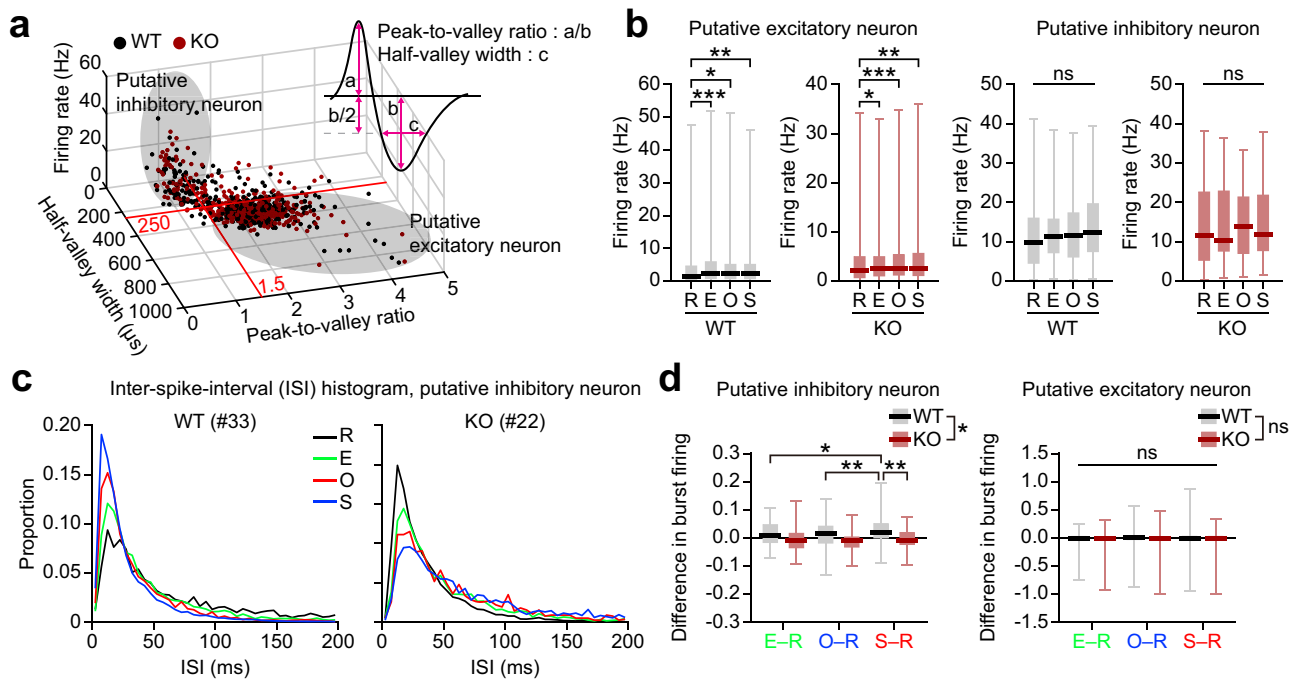 a
WT KO
Peak-to-valley ratio : a/b
Half-valley width : c
a
b
b/2
c
Putative
inhibitory neuron
Firing rate (Hz)
60
40
20
0
0
200
400
600
800
1000
Half-valley width (μs)
250
1.5
Putative
excitatory neuron
0 1 2 3 4 5
Peak-to-valley ratio
b
Putative excitatory neuron
Putative inhibitory neuron
**
*
***
Firing rate (Hz)
60
50
40
30
20
10
0
R E O S
WT
**
***
*
Firing rate (Hz)
40
30
20
10
0
R E O S
KO
ns
Firing rate (Hz)
50
40
30
20
10
0
R E O S
WT
ns
Firing rate (Hz)
50
40
30
20
10
0
R E O S
KO
c
Inter-spike-interval (ISI) histogram, putative inhibitory neuron
WT (#33)
KO (#22)
R
E
O
S
Proportion
0.20
0.15
0.10
0.05
0
0 50 100 150 200
ISI (ms)
0 50 100 150 200
ISI (ms)
d
Putative inhibitory neuron
WT
KO
*
*
**
**
Difference in burst firing
0.3
0.2
0.1
0.0
-0.1
-0.2
-0.3
E–R O–R S–R
Putative excitatory neuron
WT
KO
ns
ns
Difference in burst firing
1.5
1.0
0.5
0.0
-0.5
-1.0
-1.5
E–R O–R S–R